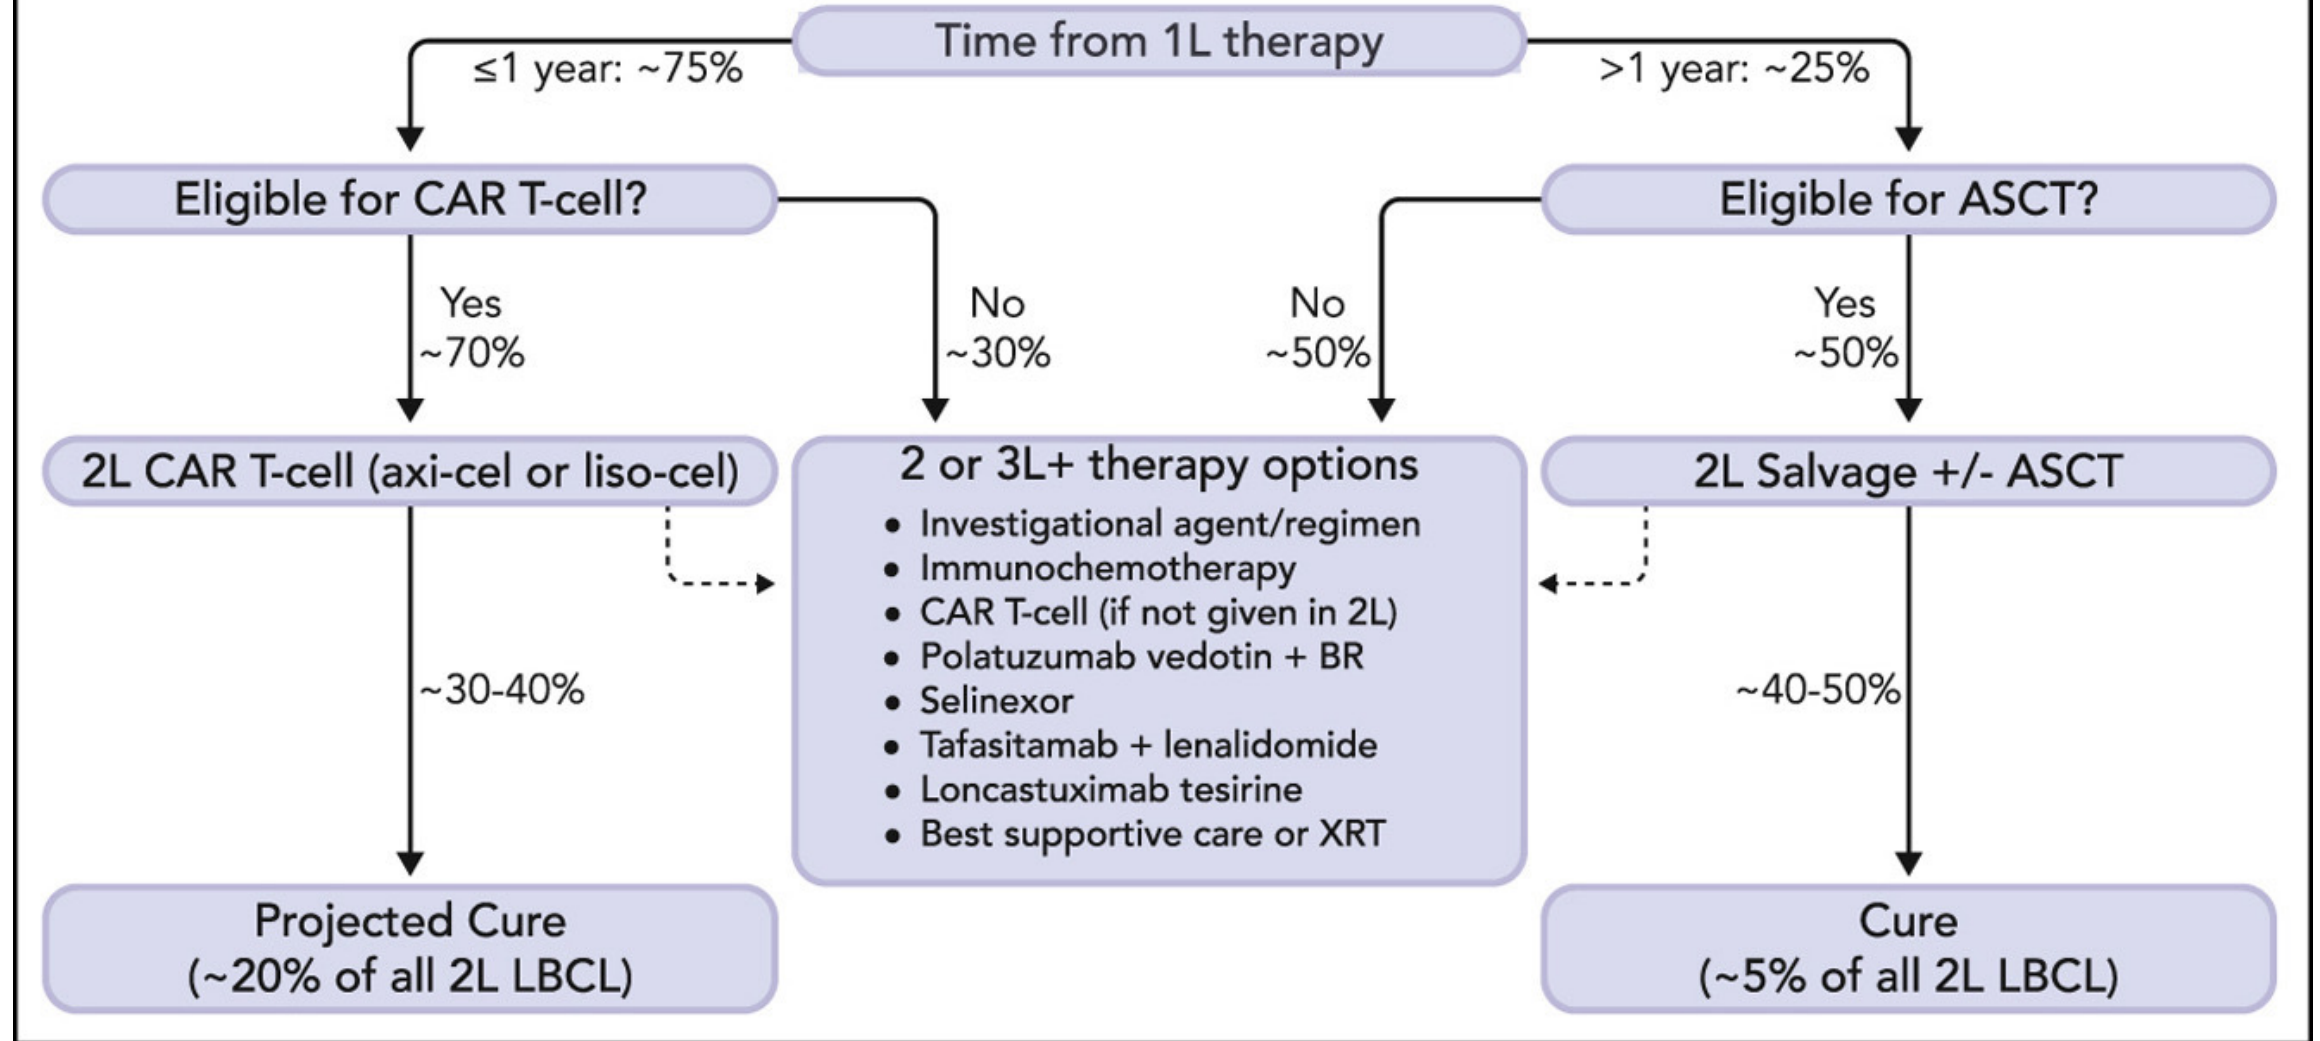 Time from 1L therapy
≤1 year: ~75%
>1 year: ~25%
Eligible for CAR T-cell?
Eligible for ASCT?
Yes
~70%
No
~30%
No
~50%
Yes
~50%
2L CAR T-cell (axi-cel or liso-cel)
2 or 3L+ therapy options
• Investigational agent/regimen
• Immunochemotherapy
• CAR T-cell (if not given in 2L)
• Polatuzumab vedotin + BR
• Selinexor
• Tafasitamab + lenalidomide
• Loncastuximab tesirine
• Best supportive care or XRT
2L Salvage +/- ASCT
~30-40%
~40-50%
Projected Cure
(~20% of all 2L LBCL)
Cure
(~5% of all 2L LBCL)